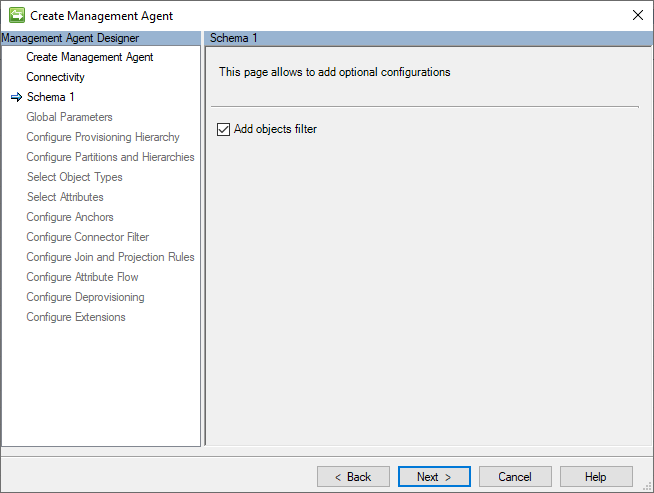 Create Management Agent
Management Agent Designer
Create Management Agent
Connectivity
Schema 1
Global Parameters
Configure Provisioning Hierarchy
Configure Partitions and Hierarchies
Select Object Types
Select Attributes
Configure Anchors
Configure Connector Filter
Configure Join and Projection Rules
Configure Attribute Flow
Configure Deprovisioning
Configure Extensions
Schema 1
This page allows to add optional configurations
Add objects filter
< Back
Next >
Cancel
Help